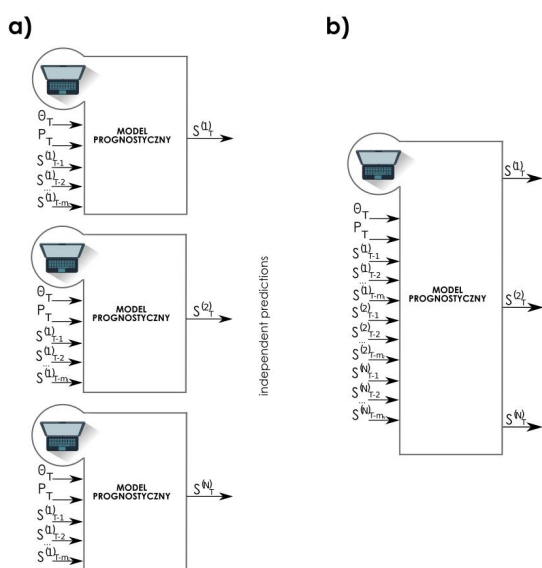 a)
Θ_T
P_T
S^(1)_T-1
S^(1)_T-2
...
S^(1)_T-m
MODEL
PROGNOSTYCZNY
S^(1)_T
Θ_T
P_T
S^(1)_T-1
S^(1)_T-2
...
S^(1)_T-m
MODEL
PROGNOSTYCZNY
S^(2)_T
Θ_T
P_T
S^(1)_T-1
S^(1)_T-2
...
S^(1)_T-m
MODEL
PROGNOSTYCZNY
S^(N)_T
independent predictions
b)
Θ_T
P_T
S^(1)_T-1
S^(1)_T-2
...
S^(1)_T-m
S^(2)_T-1
S^(2)_T-2
...
S^(2)_T-m
S^(N)_T-1
S^(N)_T-2
...
S^(N)_T-m
MODEL
PROGNOSTYCZNY
S^(1)_T
S^(2)_T
S^(N)_T